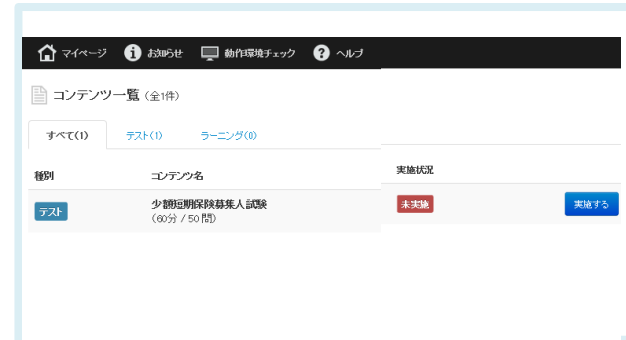 マイページ お知らせ 動作環境チェック ヘルプ
コンテンツ一覧 (全1件)
すべて(1) テスト(1) ラーニング(0)
種別 コンテンツ名 実施状況
テスト 少額短期保険募集人試験 未実施 実施する
(60分 / 50問)